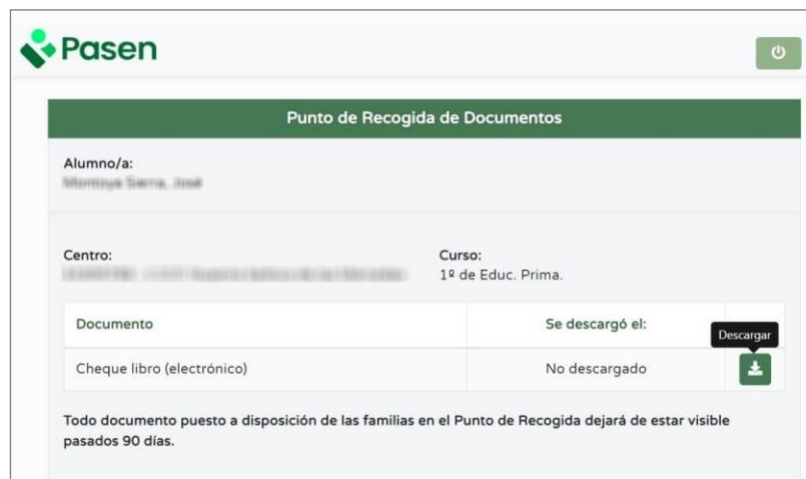 Pasen
Punto de Recogida de Documentos
Alumno/a:
Centro:
Curso:
1º de Educ. Prima.
Documento
Se descargó el:
Descargar
Cheque libro (electrónico)
No descargado
Todo documento puesto a disposición de las familias en el Punto de Recogida dejará de estar visible
pasados 90 días.